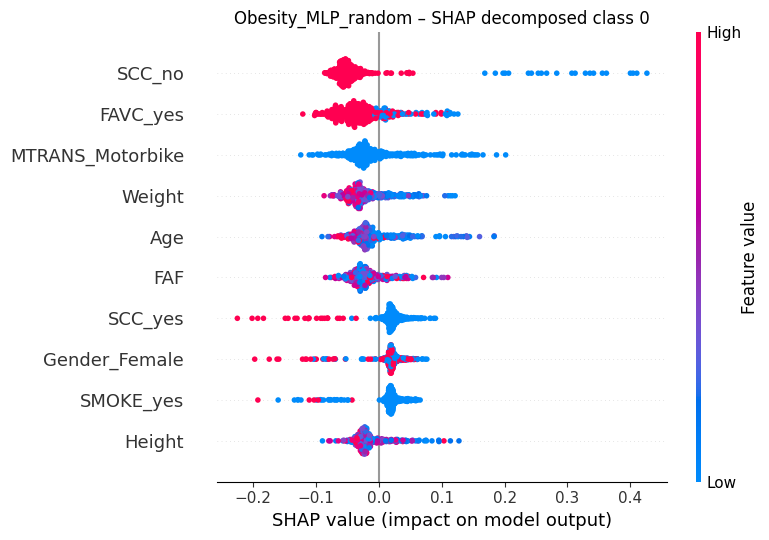 Obesity_MLP_random – SHAP decomposed class 0
High
SCC_no
FAVC_yes
MTRANS_Motorbike
Weight
Age
FAF
SCC_yes
Gender_Female
SMOKE_yes
Height
Feature value
Low
−0.2 −0.1 0.0 0.1 0.2 0.3 0.4
SHAP value (impact on model output)